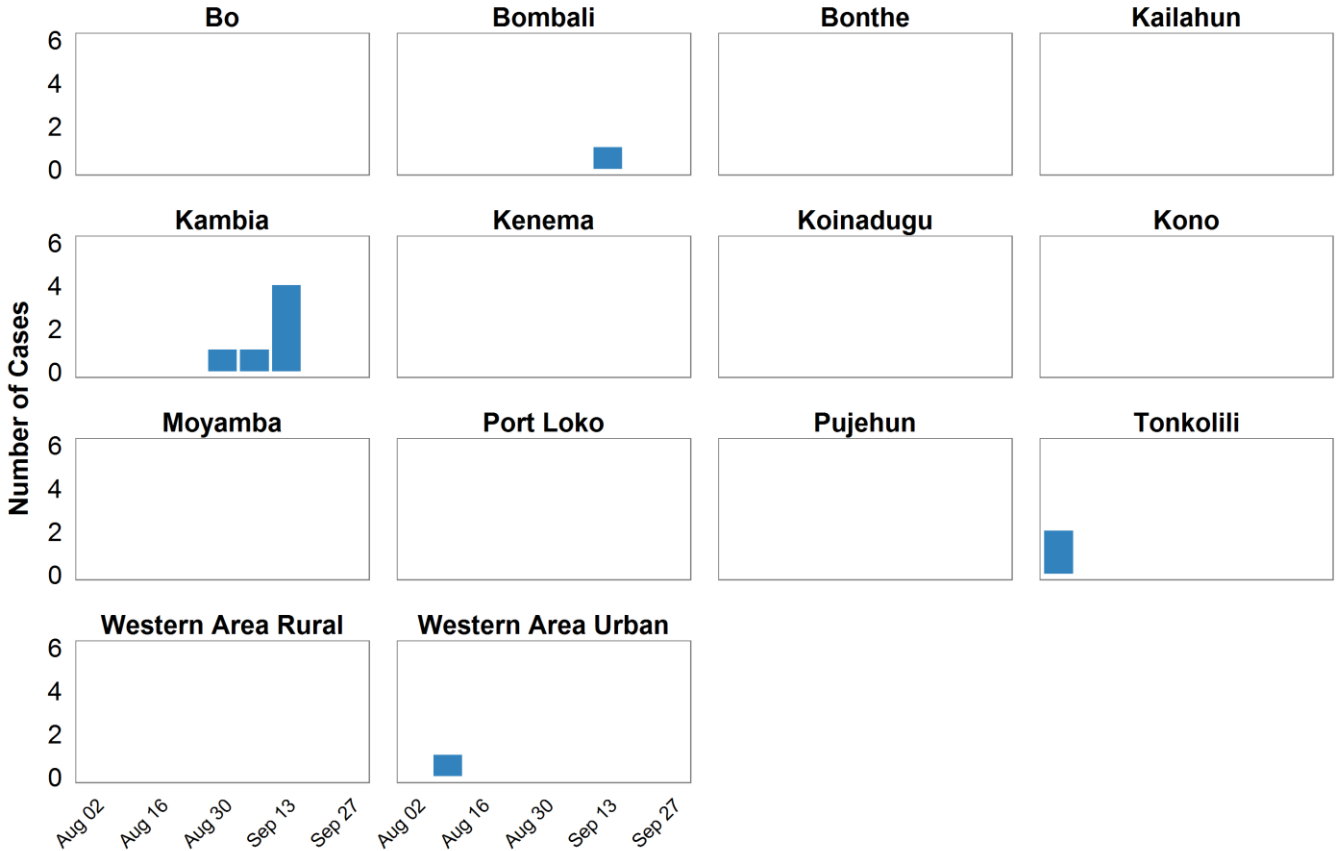 Bo Bombali Bonthe Kailahun
6
4
2
0
Kambia Kenema Koinadugu Kono
6
4
2
0
Number of Cases
Moyamba Port Loko Pujehun Tonkolili
6
4
2
0
Western Area Rural Western Area Urban
6
4
2
0
Aug 02 Aug 16 Aug 30 Sep 13 Sep 27 Aug 02 Aug 16 Aug 30 Sep 13 Sep 27